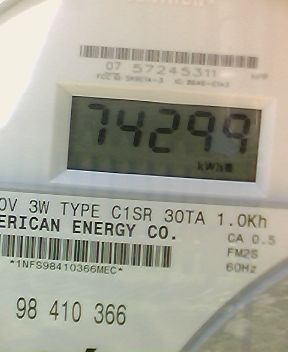 07 57245311
74299
kWh
0V 3W TYPE C1SR 30TA 1.0Kh
ERICAN ENERGY CO.
CA 0.5
*1NFS98410366MEC*
FM2S
60Hz
98 410 366